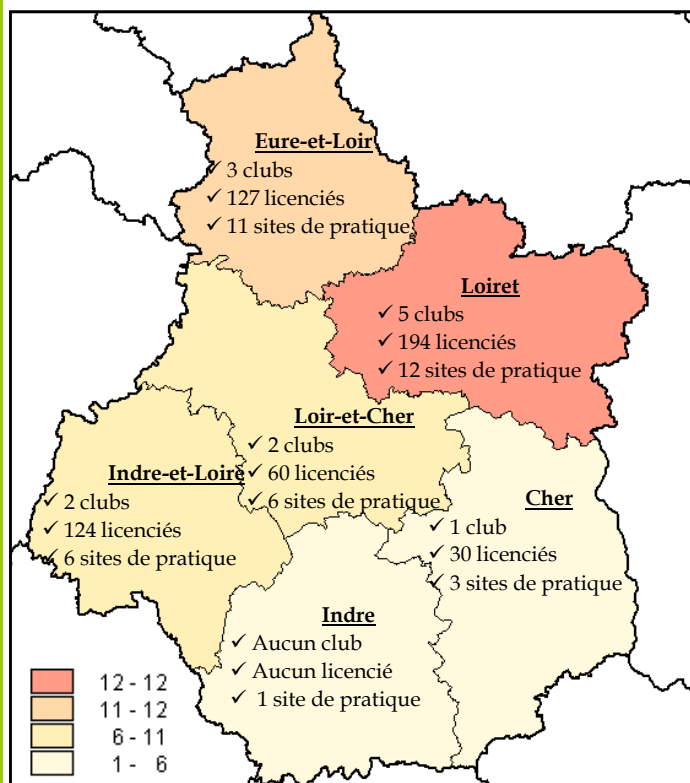 Eure-et-Loir
✓ 3 clubs
✓ 127 licenciés
✓ 11 sites de pratique
Loiret
✓ 5 clubs
✓ 194 licenciés
✓ 12 sites de pratique
Loir-et-Cher
✓ 2 clubs
✓ 60 licenciés
✓ 6 sites de pratique
Indre-et-Loire
✓ 2 clubs
✓ 124 licenciés
✓ 6 sites de pratique
Cher
✓ 1 club
✓ 30 licenciés
✓ 3 sites de pratique
Indre
✓ Aucun club
✓ Aucun licencié
✓ 1 site de pratique
12 - 12
11 - 12
6 - 11
1 - 6